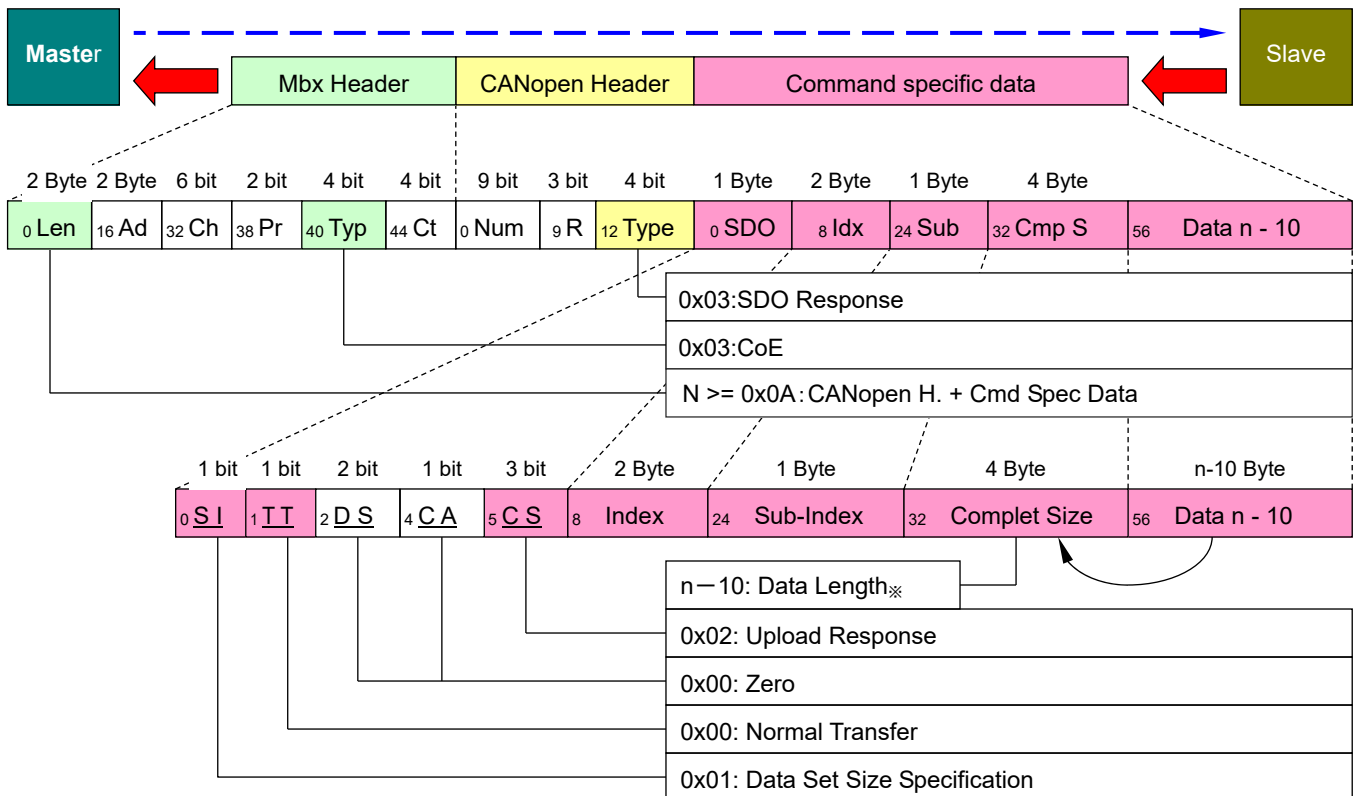 Master
Slave
Mbx Header CANopen Header Command specific data
2 Byte 2 Byte 6 bit 2 bit 4 bit 4 bit 9 bit 3 bit 4 bit 1 Byte 2 Byte 1 Byte 4 Byte
0 Len 16 Ad 32 Ch 38 Pr 40 Typ 44 Ct 0 Num 9 R 12 Type 0 SDO 8 Idx 24 Sub 32 Cmp S 56 Data n - 10
0x03:SDO Response
0x03:CoE
N >= 0x0A:CANopen H. + Cmd Spec Data
1 bit 1 bit 2 bit 1 bit 3 bit 2 Byte 1 Byte 4 Byte n-10 Byte
0 S I 1 T T 2 D S 4 C A 5 C S 8 Index 24 Sub-Index 32 Complet Size 56 Data n - 10
n-10: Data Length※
0x02: Upload Response
0x00: Zero
0x00: Normal Transfer
0x01: Data Set Size Specification